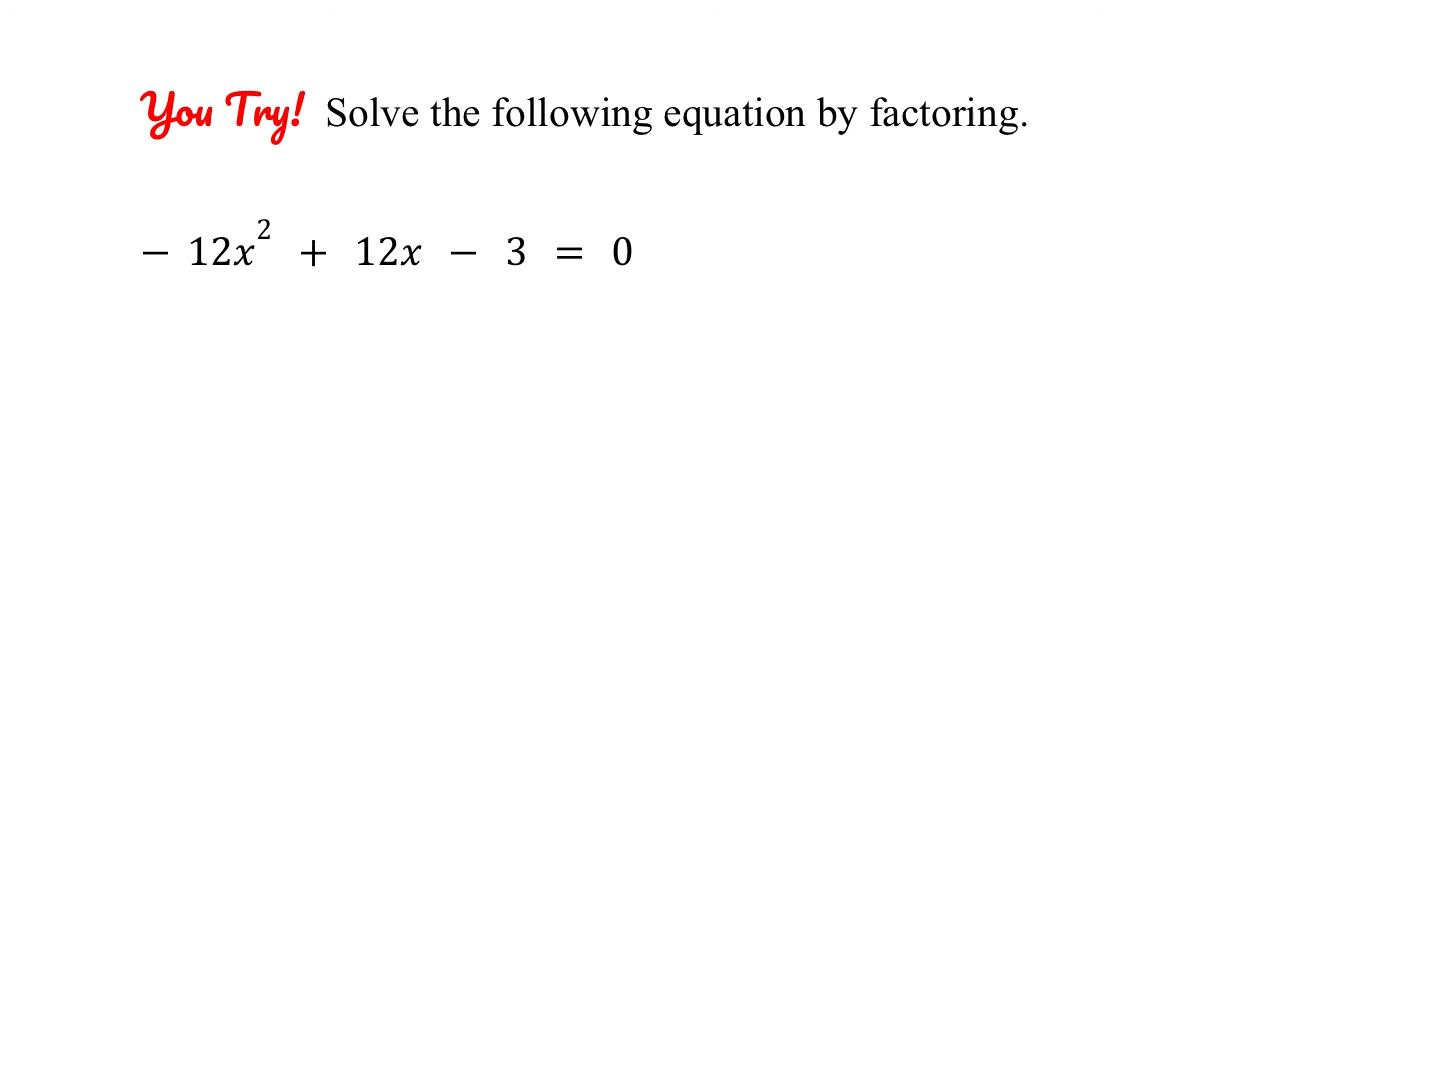 You Try! Solve the following equation by factoring.
− 12x² + 12x − 3 = 0